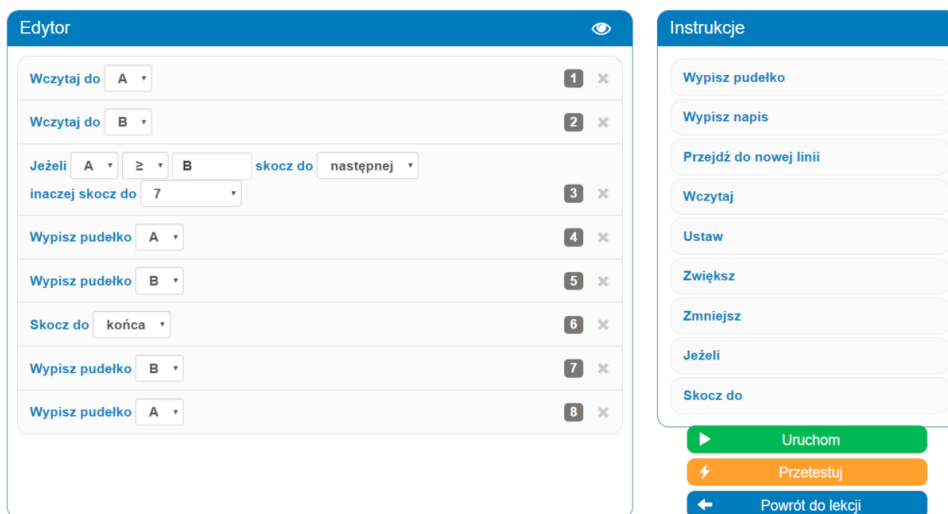 Edytor
Wczytaj do A 1
Wczytaj do B 2
Jeżeli A ≥ B skocz do następnej
inaczej skocz do 7 3
Wypisz pudełko A 4
Wypisz pudełko B 5
Skocz do końca 6
Wypisz pudełko B 7
Wypisz pudełko A 8
Instrukcje
Wypisz pudełko
Wypisz napis
Przejdź do nowej linii
Wczytaj
Ustaw
Zwiększ
Zmniejsz
Jeżeli
Skocz do
Uruchom
Przetestuj
Powrót do lekcji